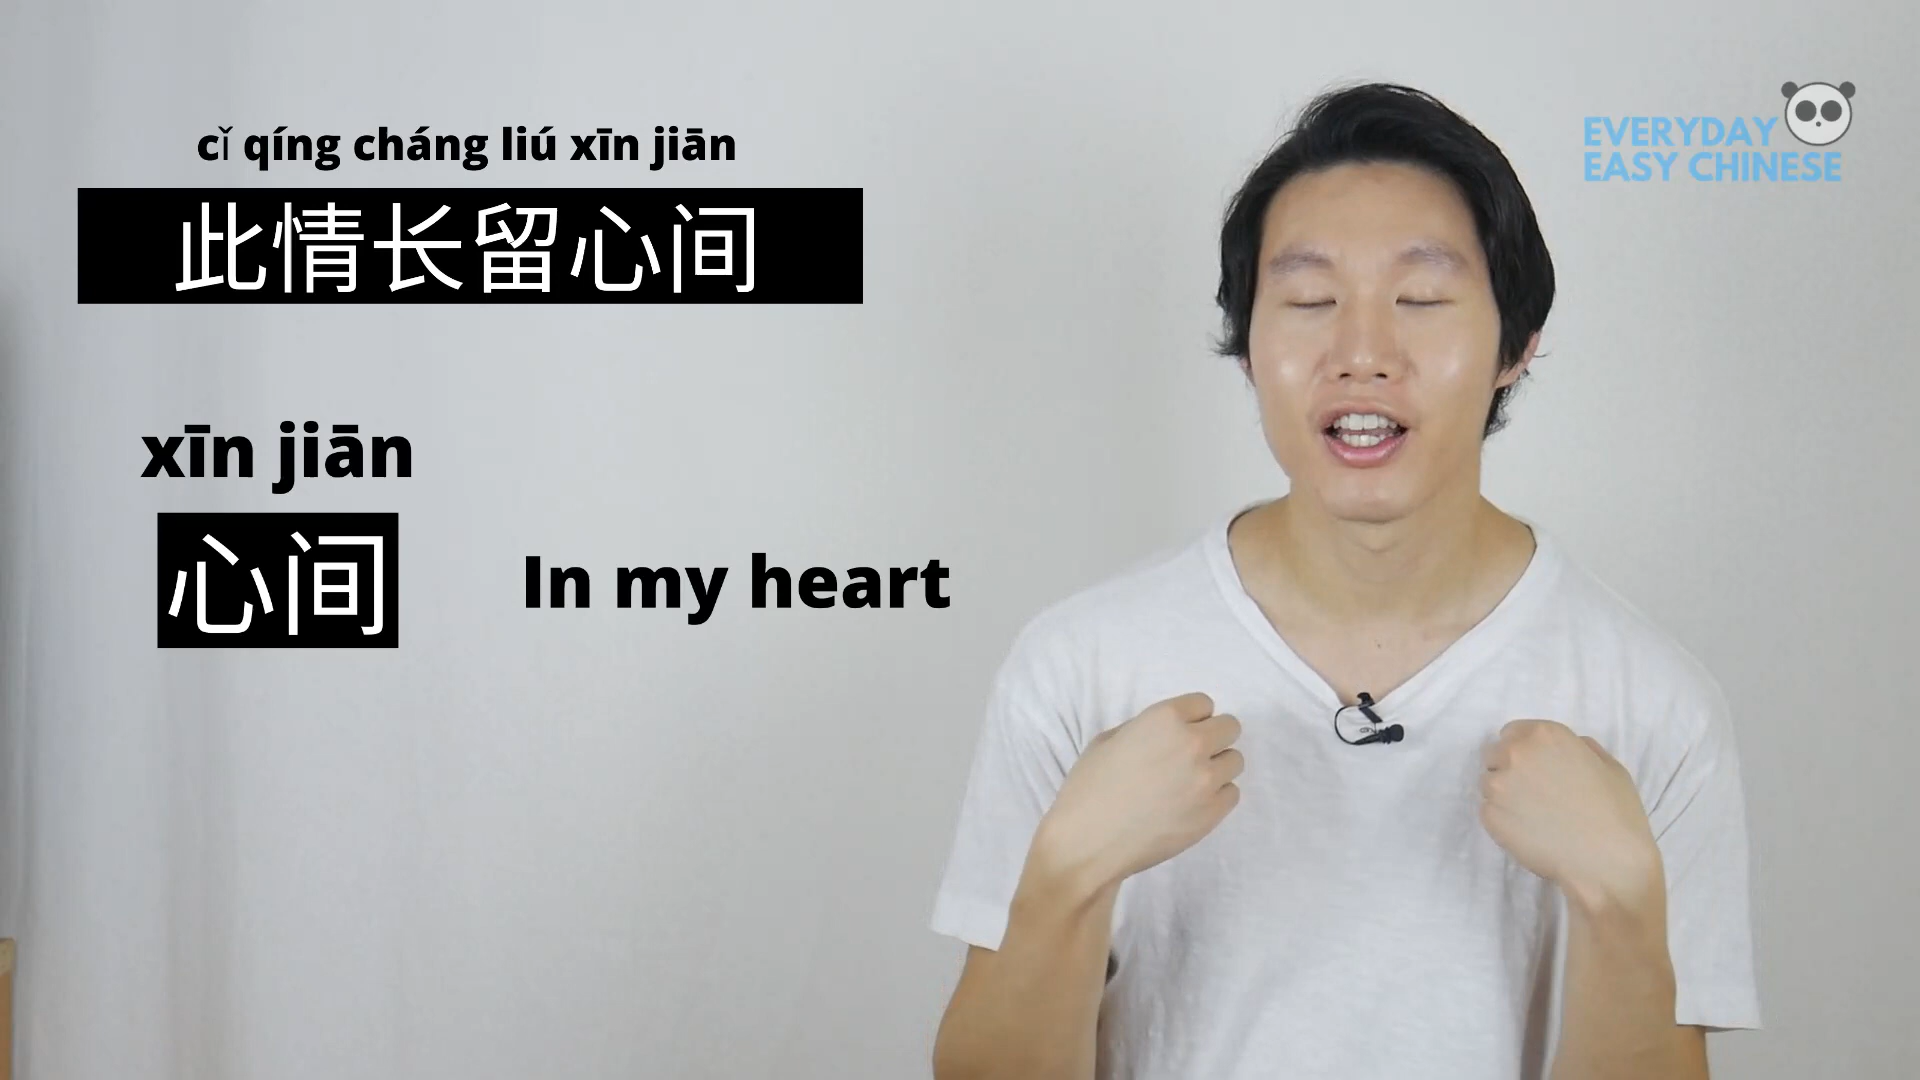 cǐ qíng cháng liú xīn jiān
此情长留心间
xīn jiān
心间
In my heart
EVERYDAY
EASY CHINESE